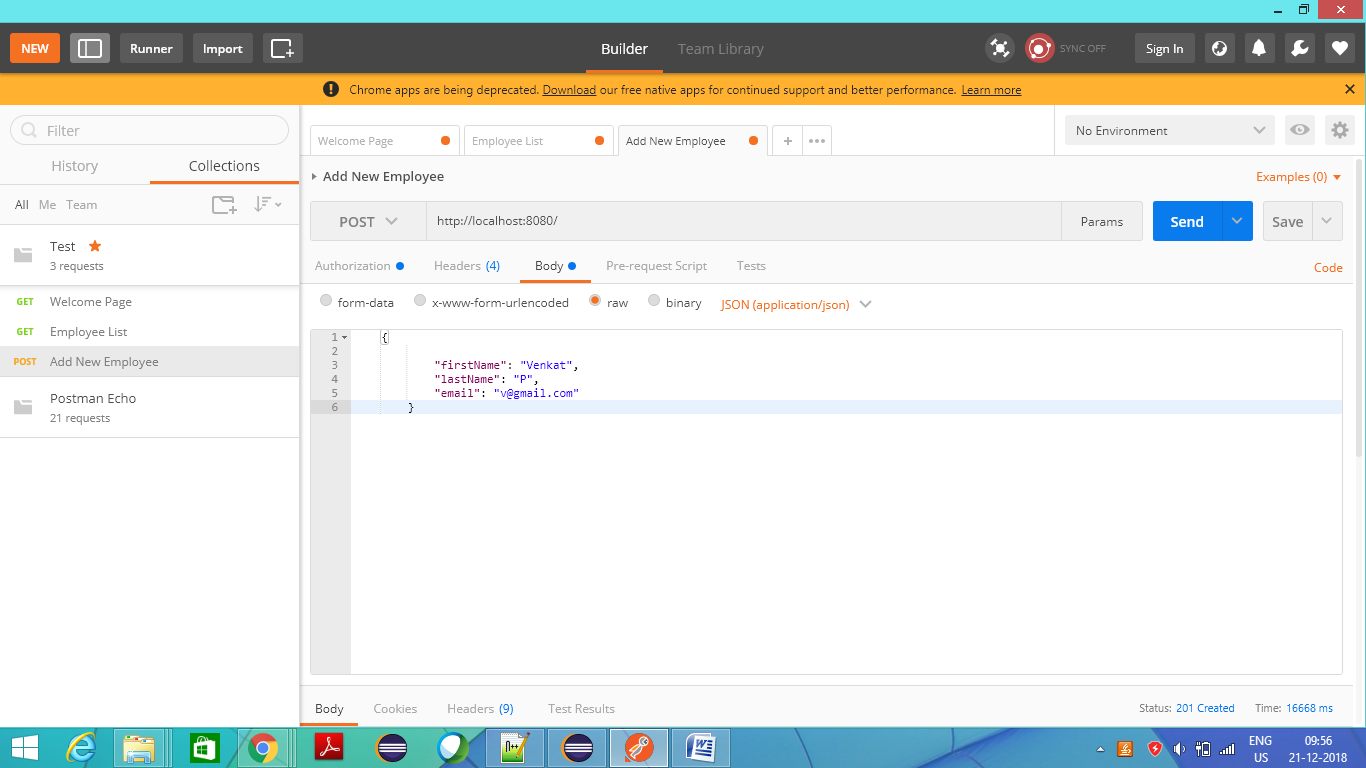 NEW Runner Import Builder Team Library SYNC OFF Sign In
Chrome apps are being deprecated. Download our free native apps for continued support and better performance. Learn more
Filter
History Collections
All Me Team
Test
3 requests
GET Welcome Page
GET Employee List
POST Add New Employee
Postman Echo
21 requests
Welcome Page Employee List Add New Employee No Environment
Add New Employee Examples (0)
POST http://localhost:8080/ Params Send Save
Authorization Headers (4) Body Pre-request Script Tests Code
form-data x-www-form-urlencoded raw binary JSON (application/json)
1 {
2
3 "firstName": "Venkat",
4 "lastName": "P",
5 "email": "v@gmail.com"
6 }
Body Cookies Headers (9) Test Results Status: 201 Created Time: 16668 ms
ENG 09:56
US 21-12-2018